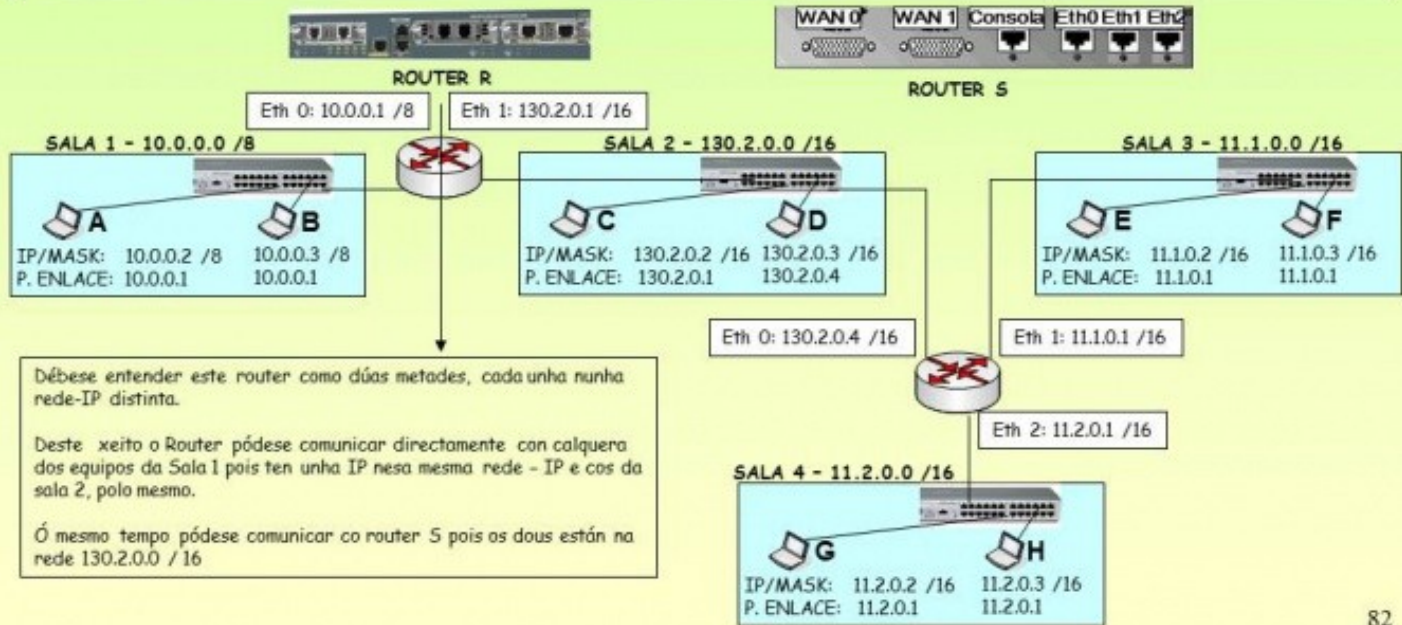 WAN 0 WAN 1 Consola Eth0 Eth1 Eth2
ROUTER R
ROUTER S
Eth 0: 10.0.0.1 /8
Eth 1: 130.2.0.1 /16
SALA 1 - 10.0.0.0 /8
A
B
IP/MASK: 10.0.0.2 /8 10.0.0.3 /8
P. ENLACE: 10.0.0.1 10.0.0.1
SALA 2 - 130.2.0.0 /16
C
D
IP/MASK: 130.2.0.2 /16 130.2.0.3 /16
P. ENLACE: 130.2.0.1 130.2.0.4
SALA 3 - 11.1.0.0 /16
E
F
IP/MASK: 11.1.0.2 /16 11.1.0.3 /16
P. ENLACE: 11.1.0.1 11.1.0.1
Eth 0: 130.2.0.4 /16
Eth 1: 11.1.0.1 /16
Eth 2: 11.2.0.1 /16
Débese entender este router como dúas metades, cada unha nunha
rede-IP distinta.
Deste xeito o Router pódese comunicar directamente con calquera
dos equipos da Sala 1 pois ten unha IP nesa mesma rede - IP e cos da
sala 2, polo mesmo.
Ó mesmo tempo pódese comunicar co router S pois os dous están na
rede 130.2.0.0 / 16
SALA 4 - 11.2.0.0 /16
G
H
IP/MASK: 11.2.0.2 /16 11.2.0.3 /16
P. ENLACE: 11.2.0.1 11.2.0.1
82